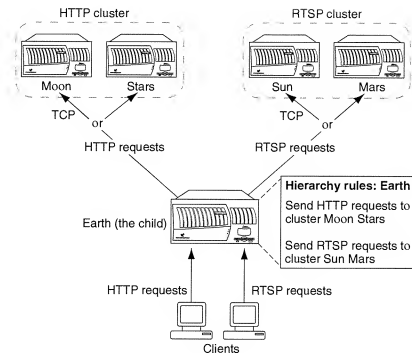 HTTP cluster
RTSP cluster
Moon
Stars
Sun
Mars
TCP
or
TCP
or
HTTP requests
RTSP requests
Earth (the child)
Hierarchy rules: Earth
Send HTTP requests to
cluster Moon Stars
Send RTSP requests to
cluster Sun Mars
HTTP requests
RTSP requests
Clients